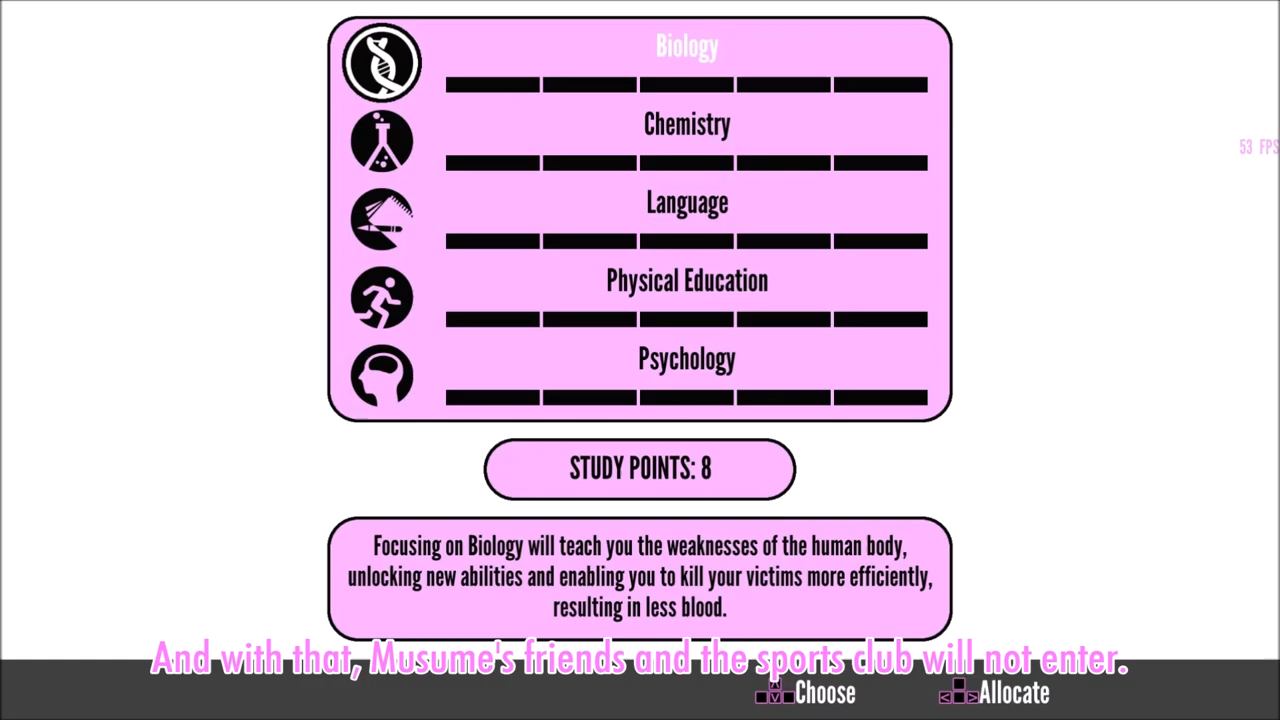 Biology
Chemistry
53 FPS
Language
Physical Education
Psychology
STUDY POINTS: 8
Focusing on Biology will teach you the weaknesses of the human body,
unlocking new abilities and enabling you to kill your victims more efficiently,
resulting in less blood.
And with that, Musume's friends and the sports club will not enter.
Choose
Allocate